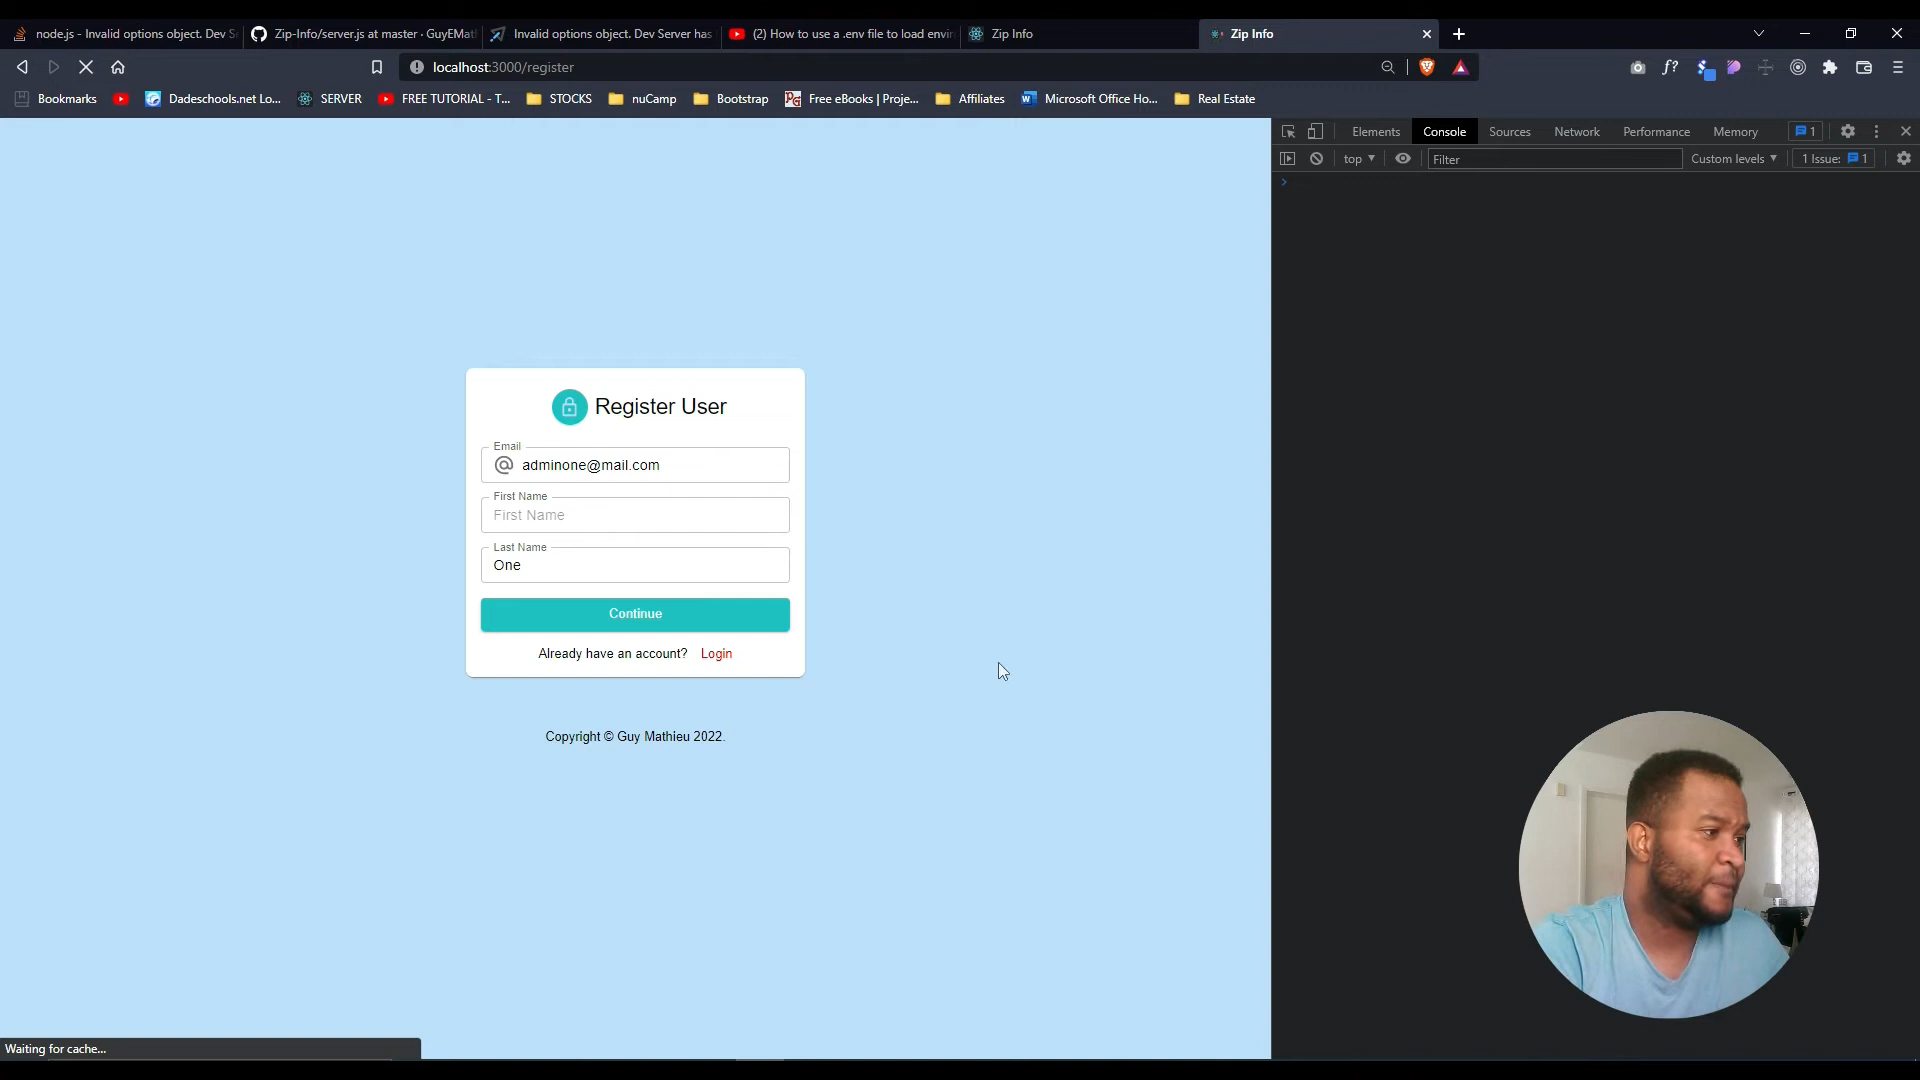 node.js - Invalid options object. Dev S
Zip-Info/server.js at master · GuyEMat
Invalid options object. Dev Server has
(2) How to use a .env file to load envir
Zip Info
Zip Info
localhost:3000/register
Bookmarks
Dadeschools.net Lo...
SERVER
FREE TUTORIAL - T...
STOCKS
nuCamp
Bootstrap
Free eBooks | Proje...
Affiliates
Microsoft Office Ho...
Real Estate
Elements
Console
Sources
Network
Performance
Memory
1
top
Filter
Custom levels
1 Issue:
1
Register User
Email
adminone@mail.com
First Name
First Name
Last Name
One
Continue
Already have an account? Login
Copyright © Guy Mathieu 2022.
Waiting for cache...